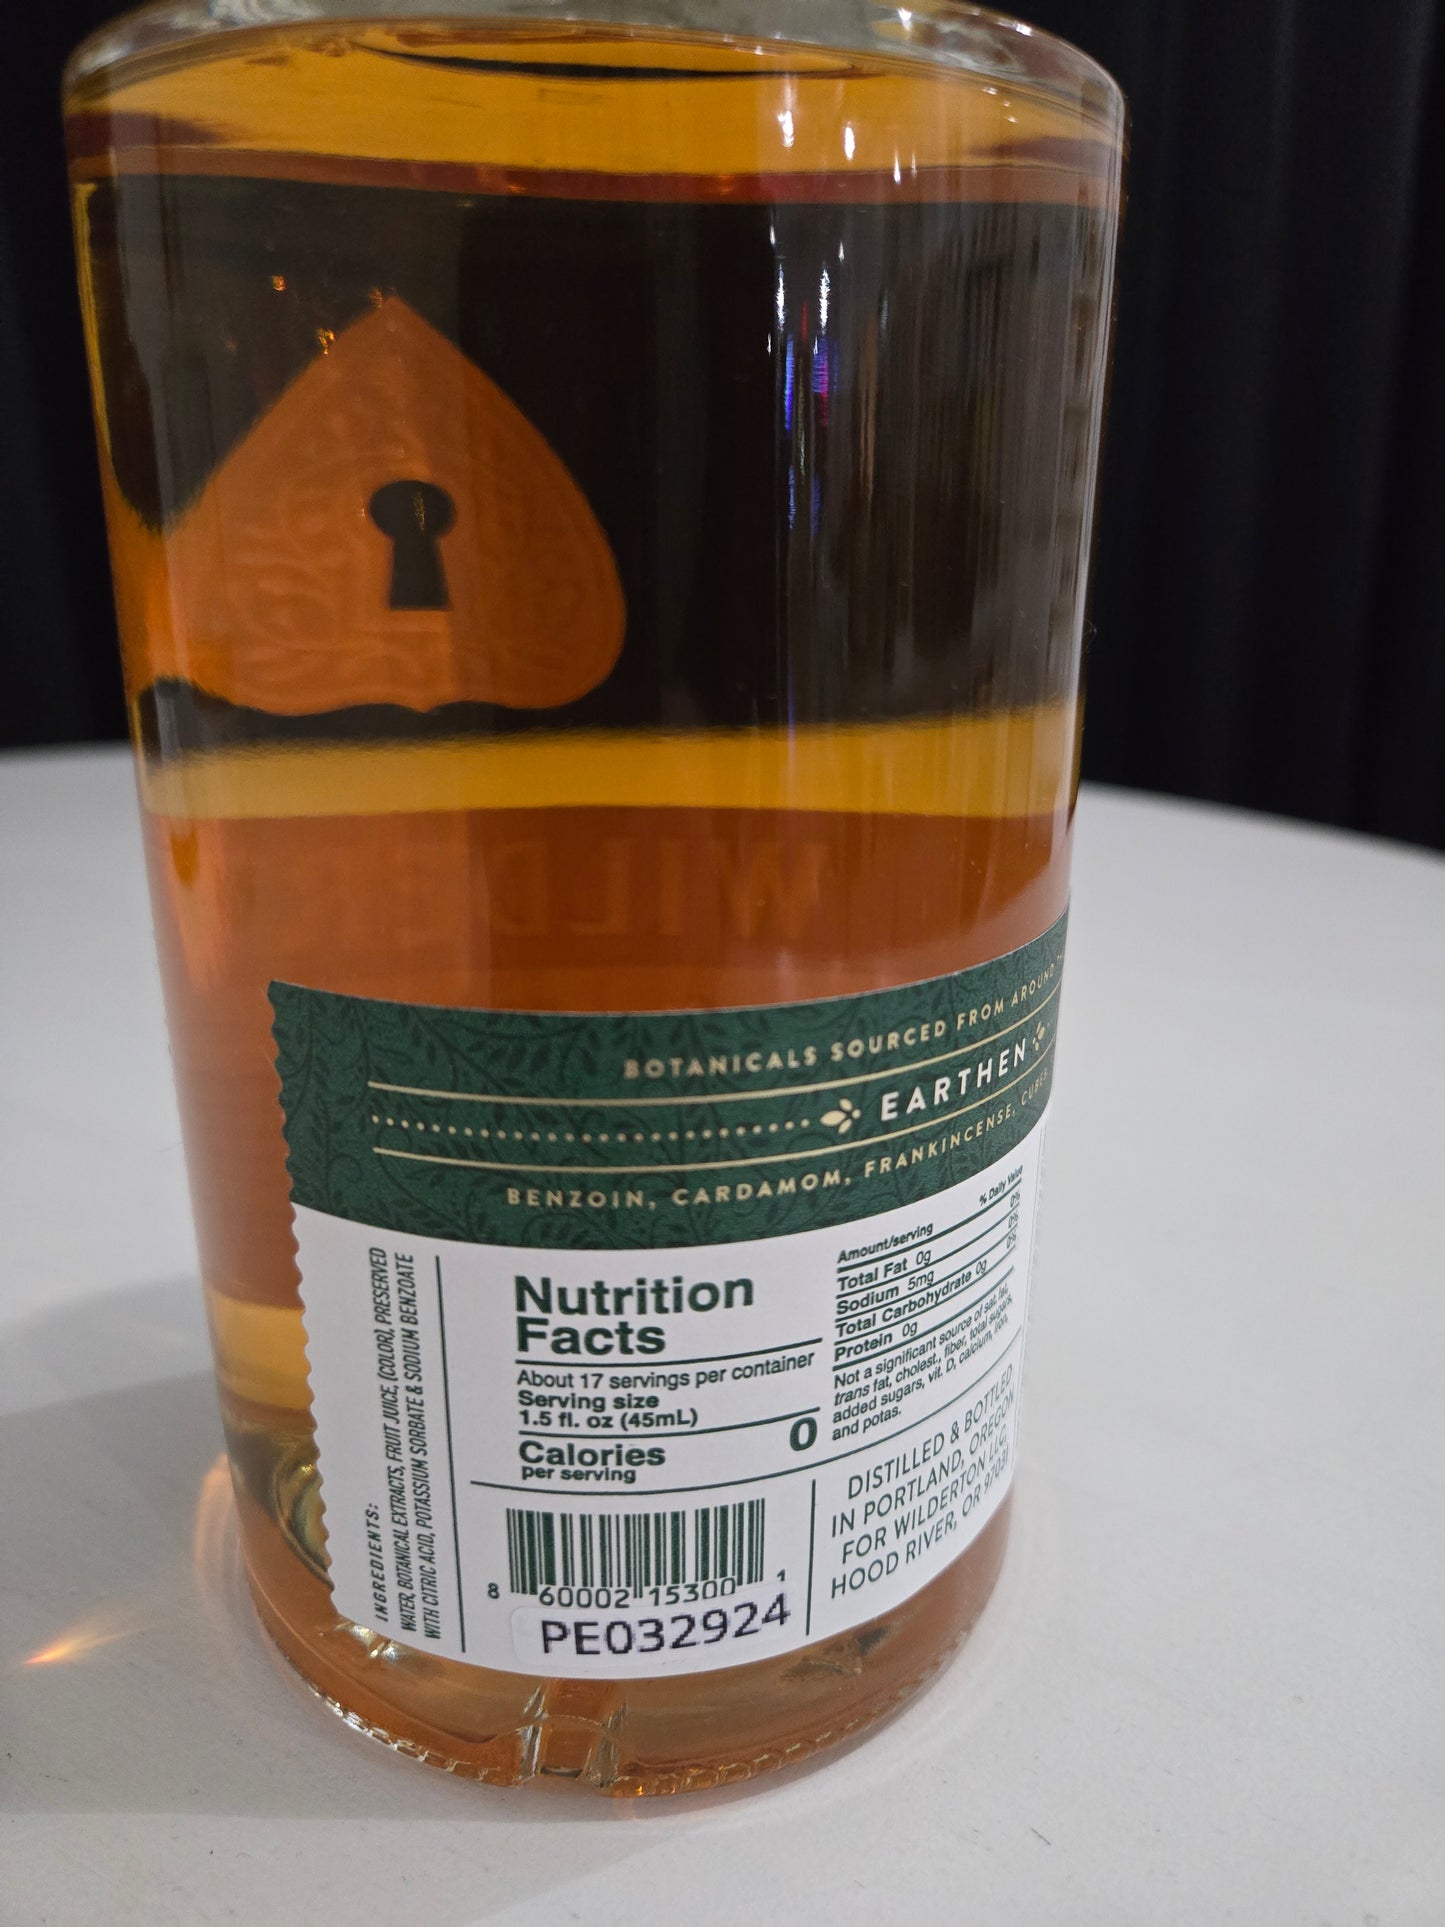 BOTANICALS SOURCED FROM AROUND
EARTHEN
BENZOIN, CARDAMOM, FRANKINCENSE,
INGREDIENTS:
WATER, BOTANICAL EXTRACTS, FRUIT JUICE, (COLOR), PRESERVED
WITH CITRIC ACID, POTASSIUM SORBATE & SODIUM BENZOATE
Nutrition
Facts
About 17 servings per container
Serving size
1.5 fl. oz (45mL)
Calories 0
per serving
Amount/serving % Daily Value
Total Fat 0g 0%
Sodium 5mg 0%
Total Carbohydrate 0g 0%
Protein 0g
Not a significant source of sat. fat,
trans fat, cholest., fiber, total sugars,
added sugars, vit. D, calcium, iron,
and potas.
8 60002 15300 1
PE032924
DISTILLED & BOTTLED
IN PORTLAND, OREGON
FOR WILDERTON LLC,
HOOD RIVER, OR 97031